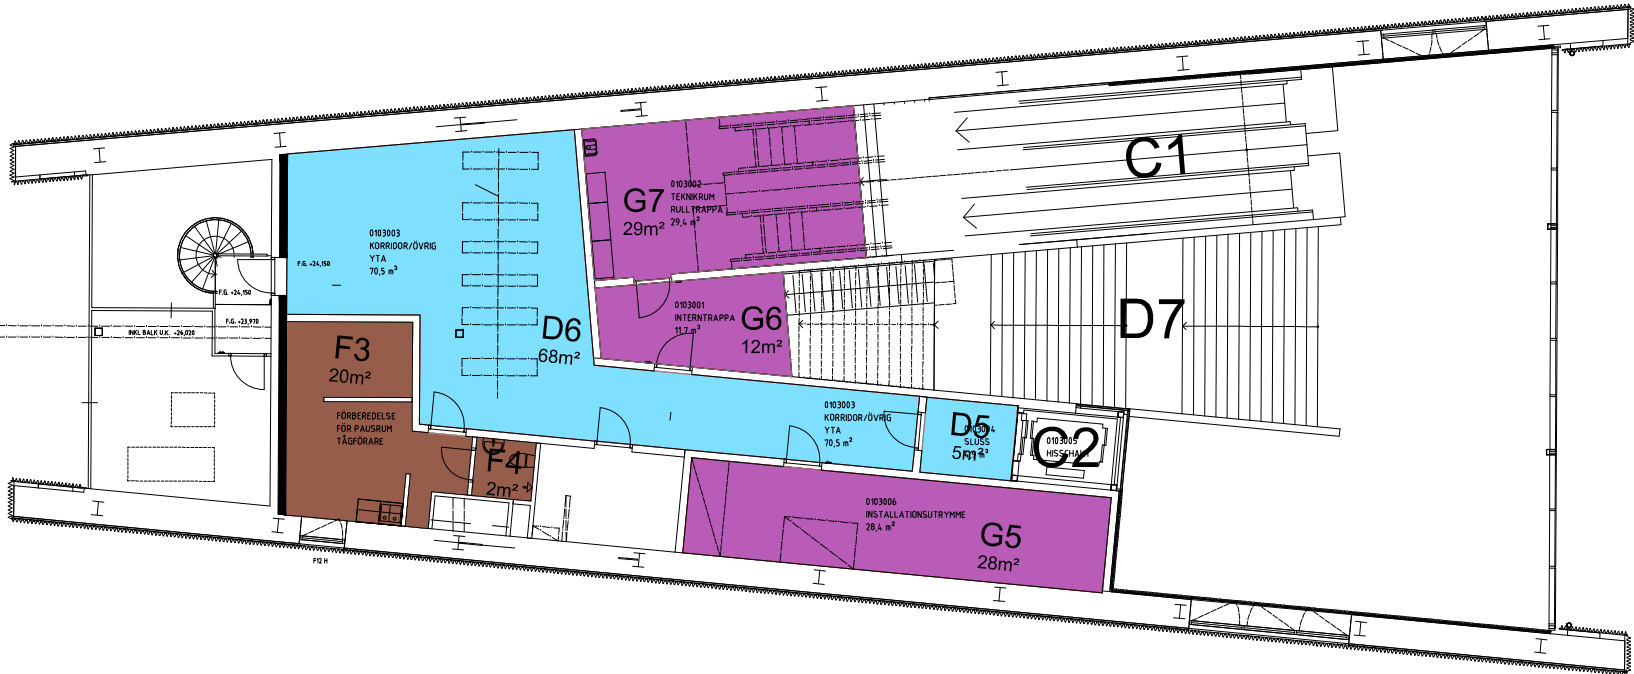 C1
G7
29m²
0103002
TEKNIKRUM
RULLTRAPPA
29,4 m²
0103003
KORRIDOR/ÖVRIG
YTA
70,5 m²
F.G. +24,150
F.G. +24,150
F.G. +23,970
INKL BALK U.K. +26,020
0103001
INTERNTRAPPA
11,7 m²
G6
12m²
D7
D6
68m²
F3
20m²
FÖRBEREDELSE
FÖR PAUSRUM
TÅGFÖRARE
0103003
KORRIDOR/ÖVRIG
YTA
70,5 m²
D5
SLUSS
5m²
C2
0103005
F4
2m²
0103006
INSTALLATIONSUTRYMME
28,4 m²
G5
28m²
F12 H